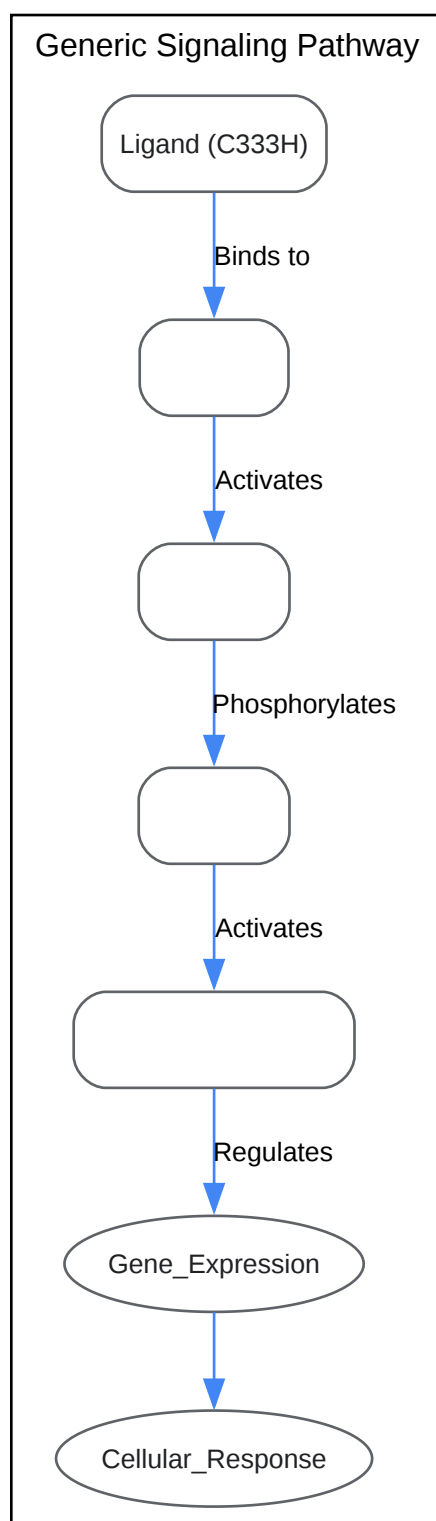 Generic Signaling Pathway
Ligand (C333H)
Binds to
Activates
Phosphorylates
Activates
Regulates
Gene_Expression
Cellular_Response